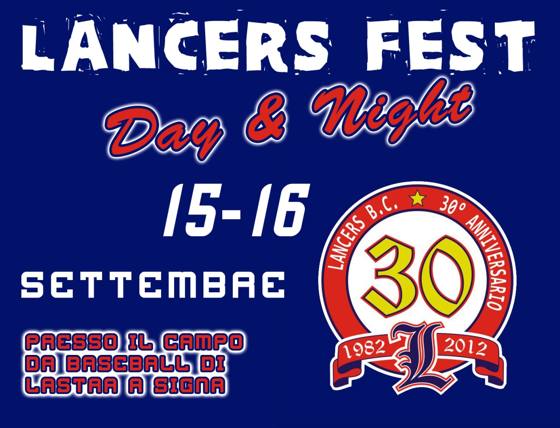 LANCERS FEST
Day & Night
15-16
SETTEMBRE
PRESSO IL CAMPO
DA BASEBALL DI
LASTRA A SIGNA
LANCERS B.C. ★ 30° ANNIVERSARIO
30
1982 L 2012